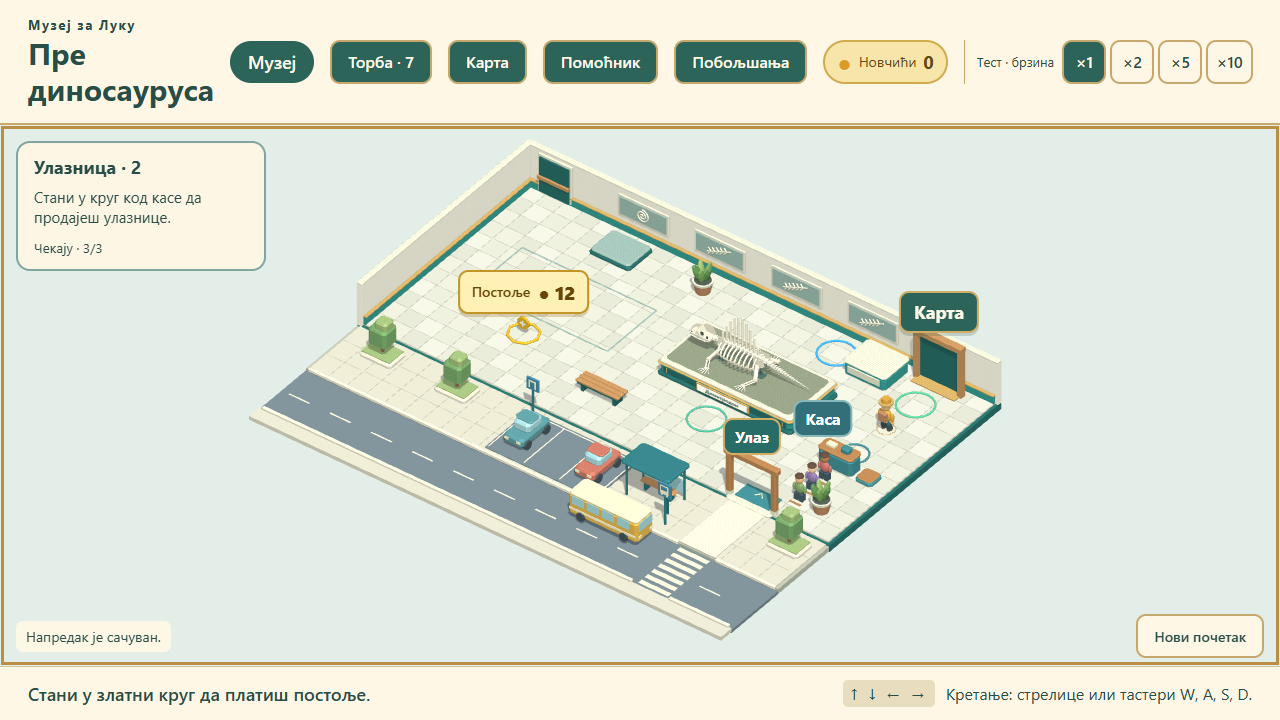 Музеј за Луку
Пре
диносауруса
Музеј
Торба · 7
Карта
Помоћник
Побољшања
Новчићи 0
Тест · брзина
×1
×2
×5
×10
Улазница · 2
Стани у круг код касе да
продајеш улазнице.
Чекају · 3/3
Постоље 12
Карта
Каса
Улаз
Напредак је сачуван.
Нови почетак
Стани у златни круг да платиш постоље.
↑ ↓ ← →
Кретање: стрелице или тастери W, A, S, D.